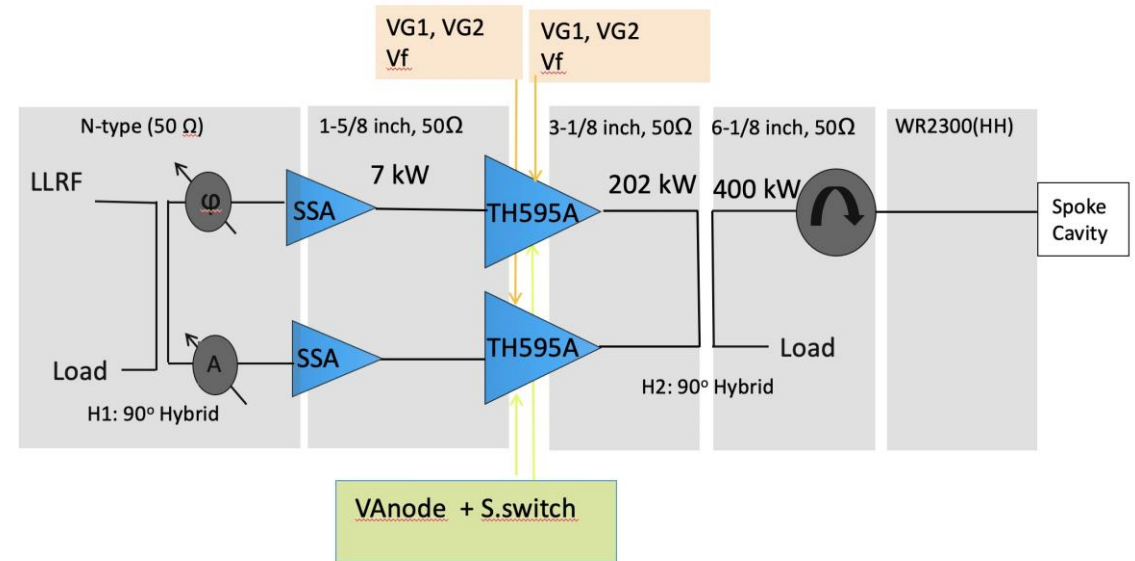 VG1, VG2
Vf
VG1, VG2
Vf
N-type (50 Ω)
1-5/8 inch, 50Ω
3-1/8 inch, 50Ω
6-1/8 inch, 50Ω
WR2300(HH)
LLRF
φ
SSA
7 kW
TH595A
202 kW
400 kW
Spoke
Cavity
Load
A
SSA
TH595A
Load
H1: 90° Hybrid
H2: 90° Hybrid
VAnode + S.switch